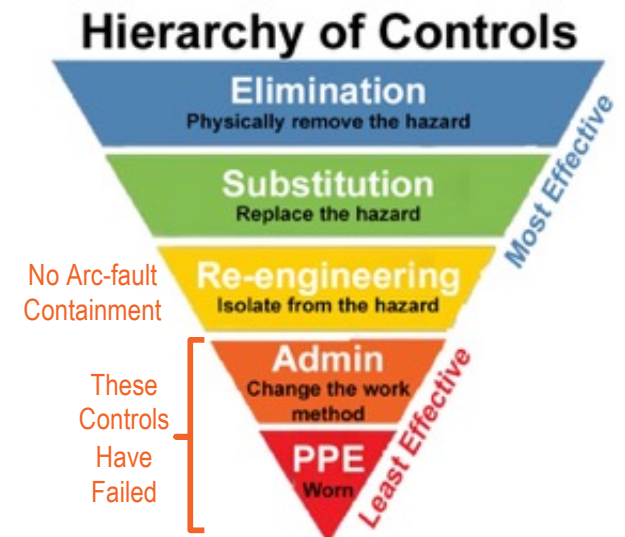 Hierarchy of Controls
Elimination
Physically remove the hazard
Substitution
Replace the hazard
Re-engineering
Isolate from the hazard
Admin
Change the work
method
PPE
Worn
Most Effective
Least Effective
No Arc-fault
Containment
These
Controls
Have
Failed